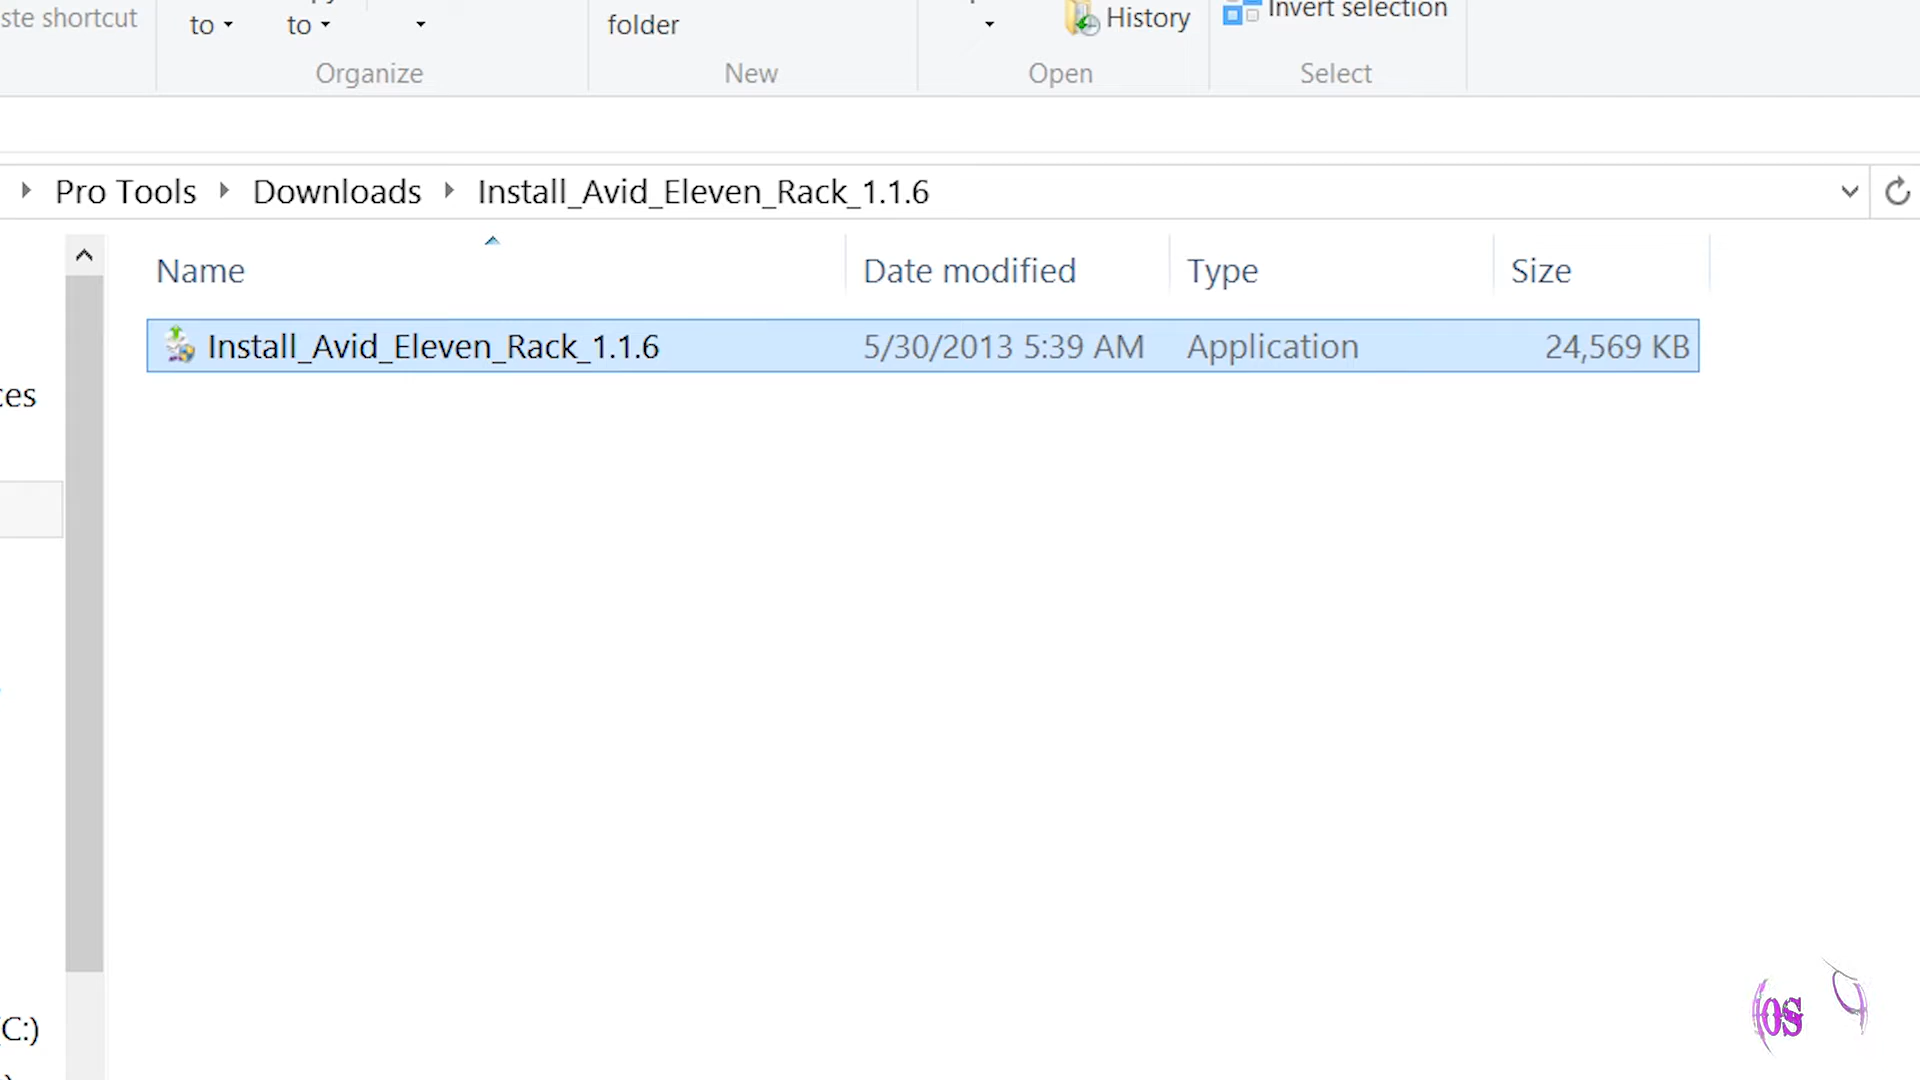 ste shortcut
to
to
folder
History
Invert selection
Organize
New
Open
Select
Pro Tools
Downloads
Install_Avid_Eleven_Rack_1.1.6
Name
Date modified
Type
Size
Install_Avid_Eleven_Rack_1.1.6
5/30/2013 5:39 AM
Application
24,569 KB
ces
C:)